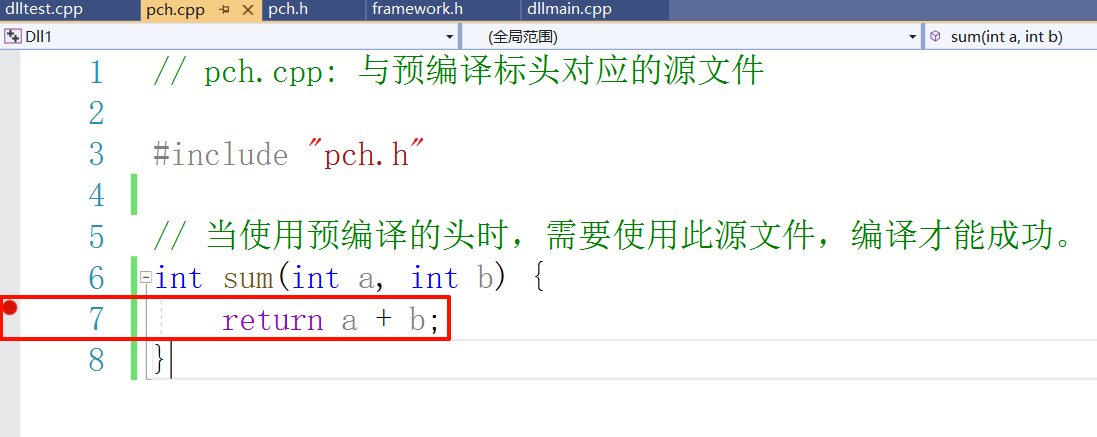 dlltest.cpp pch.cpp pch.h framework.h dllmain.cpp
Dll1 (全局范围) sum(int a, int b)
1 // pch.cpp: 与预编译标头对应的源文件
2
3 #include "pch.h"
4
5 // 当使用预编译的头时，需要使用此源文件，编译才能成功。
6 int sum(int a, int b) {
7 return a + b;
8 }